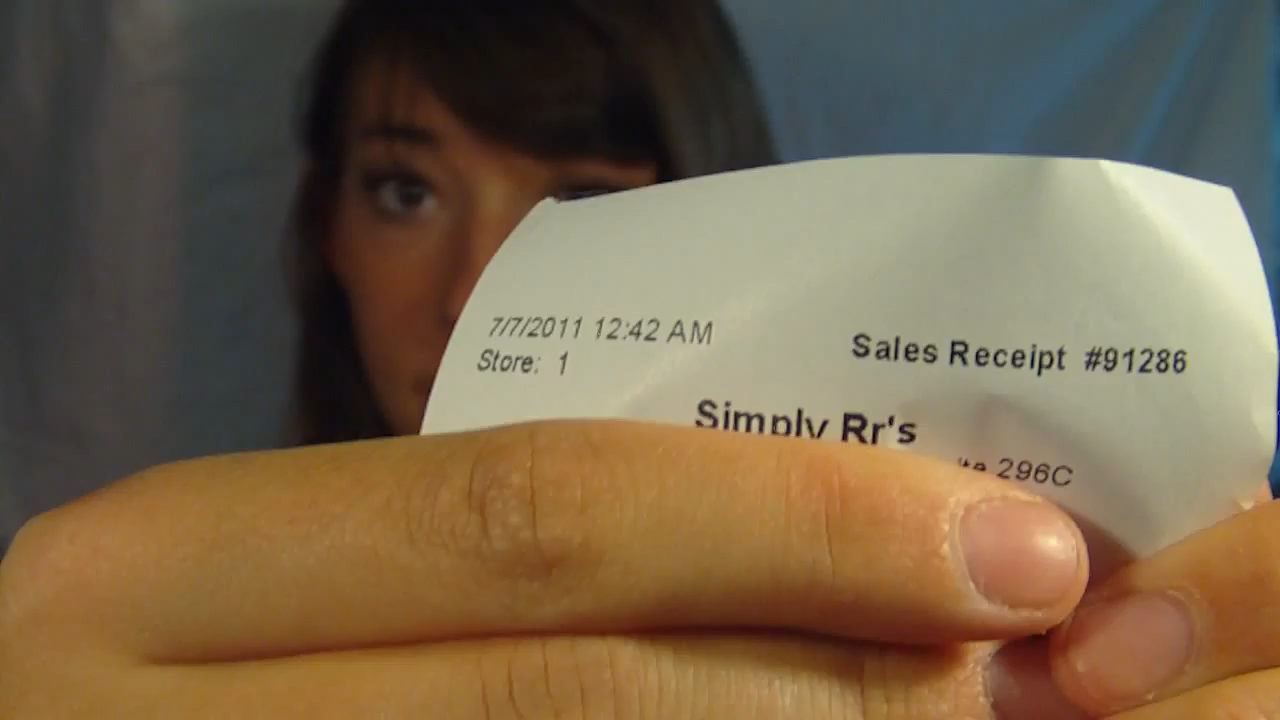 7/7/2011 12:42 AM
Store: 1
Sales Receipt #91286
Simply Rr's
296C